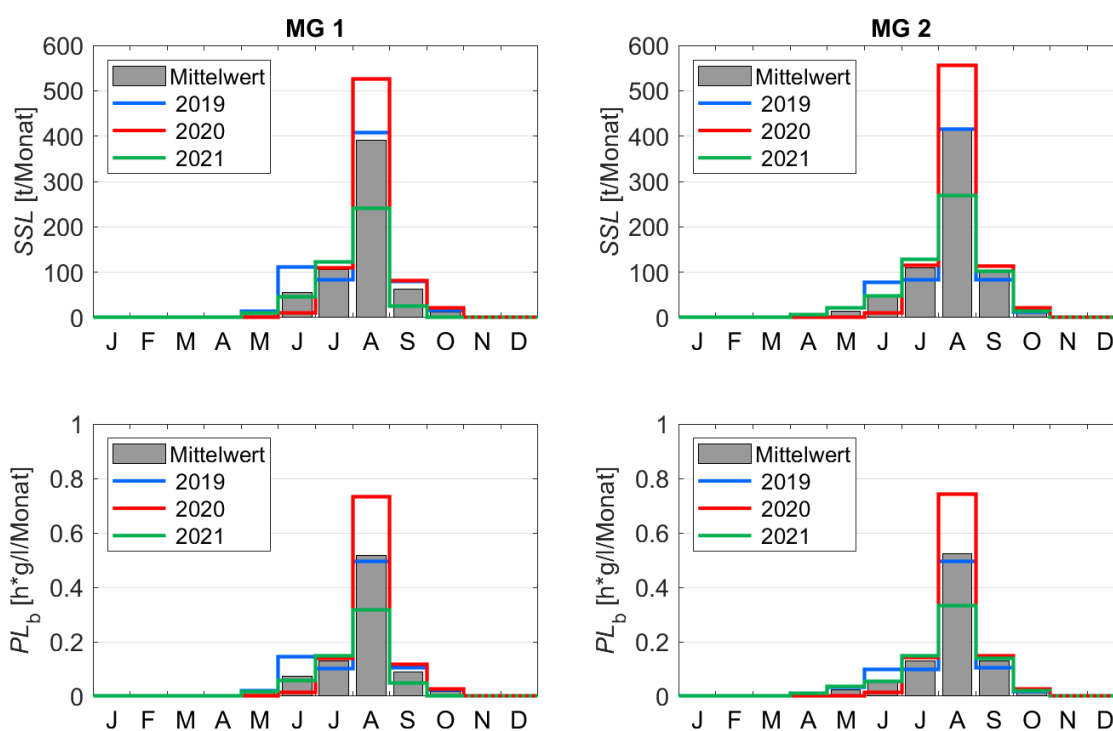 MG 1
600
500
400
300
200
100
0
SSL [t/Monat]
Mittelwert
2019
2020
2021
J F M A M J J A S O N D
MG 2
600
500
400
300
200
100
0
SSL [t/Monat]
Mittelwert
2019
2020
2021
J F M A M J J A S O N D
1
0.8
0.6
0.4
0.2
0
PLb [h*g/l/Monat]
Mittelwert
2019
2020
2021
J F M A M J J A S O N D
1
0.8
0.6
0.4
0.2
0
PLb [h*g/l/Monat]
Mittelwert
2019
2020
2021
J F M A M J J A S O N D